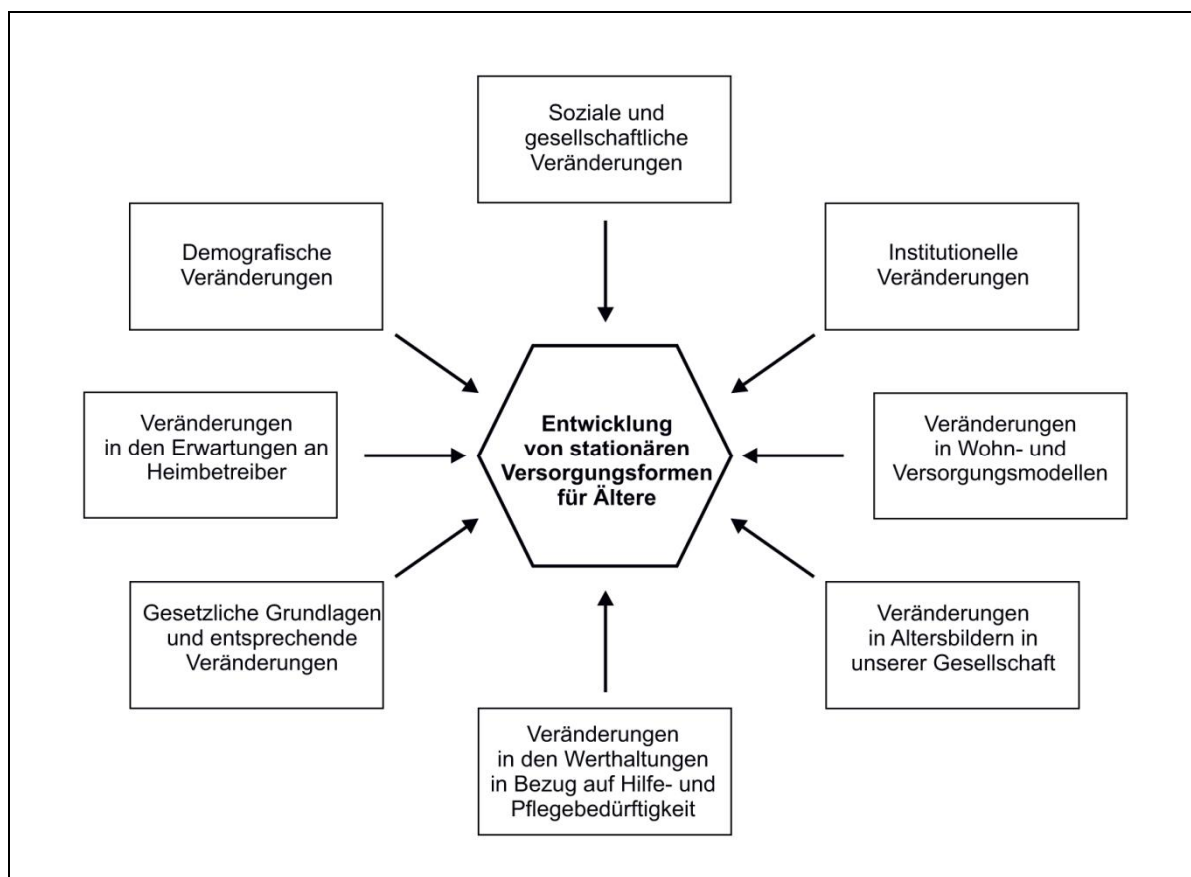 Soziale und
gesellschaftliche
Veränderungen
Demografische
Veränderungen
Institutionelle
Veränderungen
Veränderungen
in den Erwartungen an
Heimbetreiber
Entwicklung
von stationären
Versorgungsformen
für Ältere
Veränderungen
in Wohn- und
Versorgungsmodellen
Gesetzliche Grundlagen
und entsprechende
Veränderungen
Veränderungen
in Altersbildern in
unserer Gesellschaft
Veränderungen
in den Werthaltungen
in Bezug auf Hilfe- und
Pflegebedürftigkeit